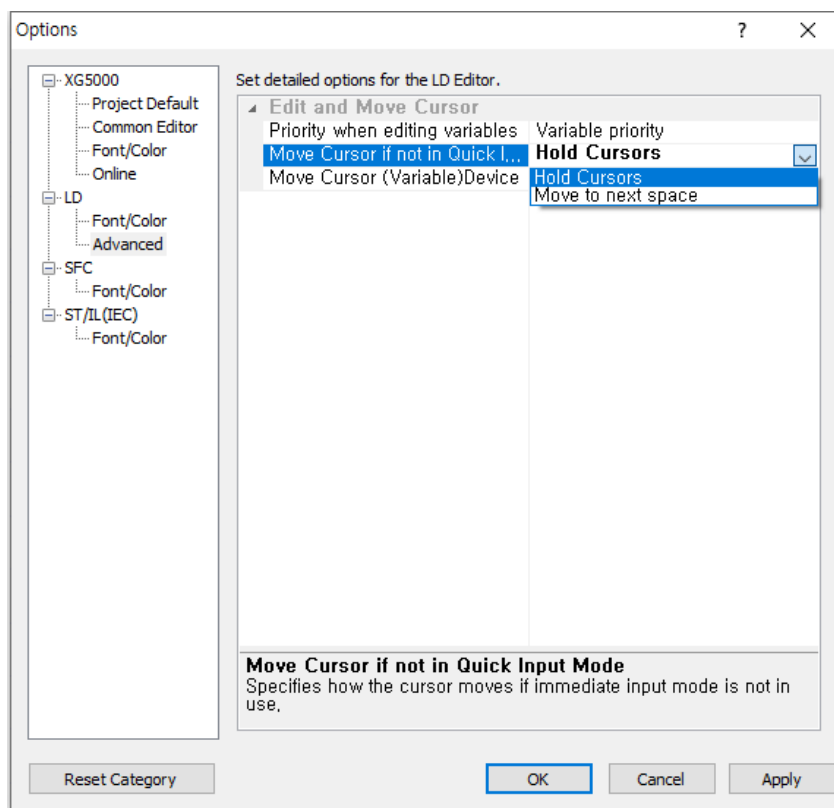 Options
?
XG5000
Project Default
Common Editor
Font/Color
Online
LD
Font/Color
Advanced
SFC
Font/Color
ST/IL(IEC)
Font/Color
Set detailed options for the LD Editor.
Edit and Move Cursor
Priority when editing variables Variable priority
Move Cursor if not in Quick I... Hold Cursors
Move Cursor (Variable)Device Hold Cursors
Move to next space
Move Cursor if not in Quick Input Mode
Specifies how the cursor moves if immediate input mode is not in
use.
Reset Category OK Cancel Apply